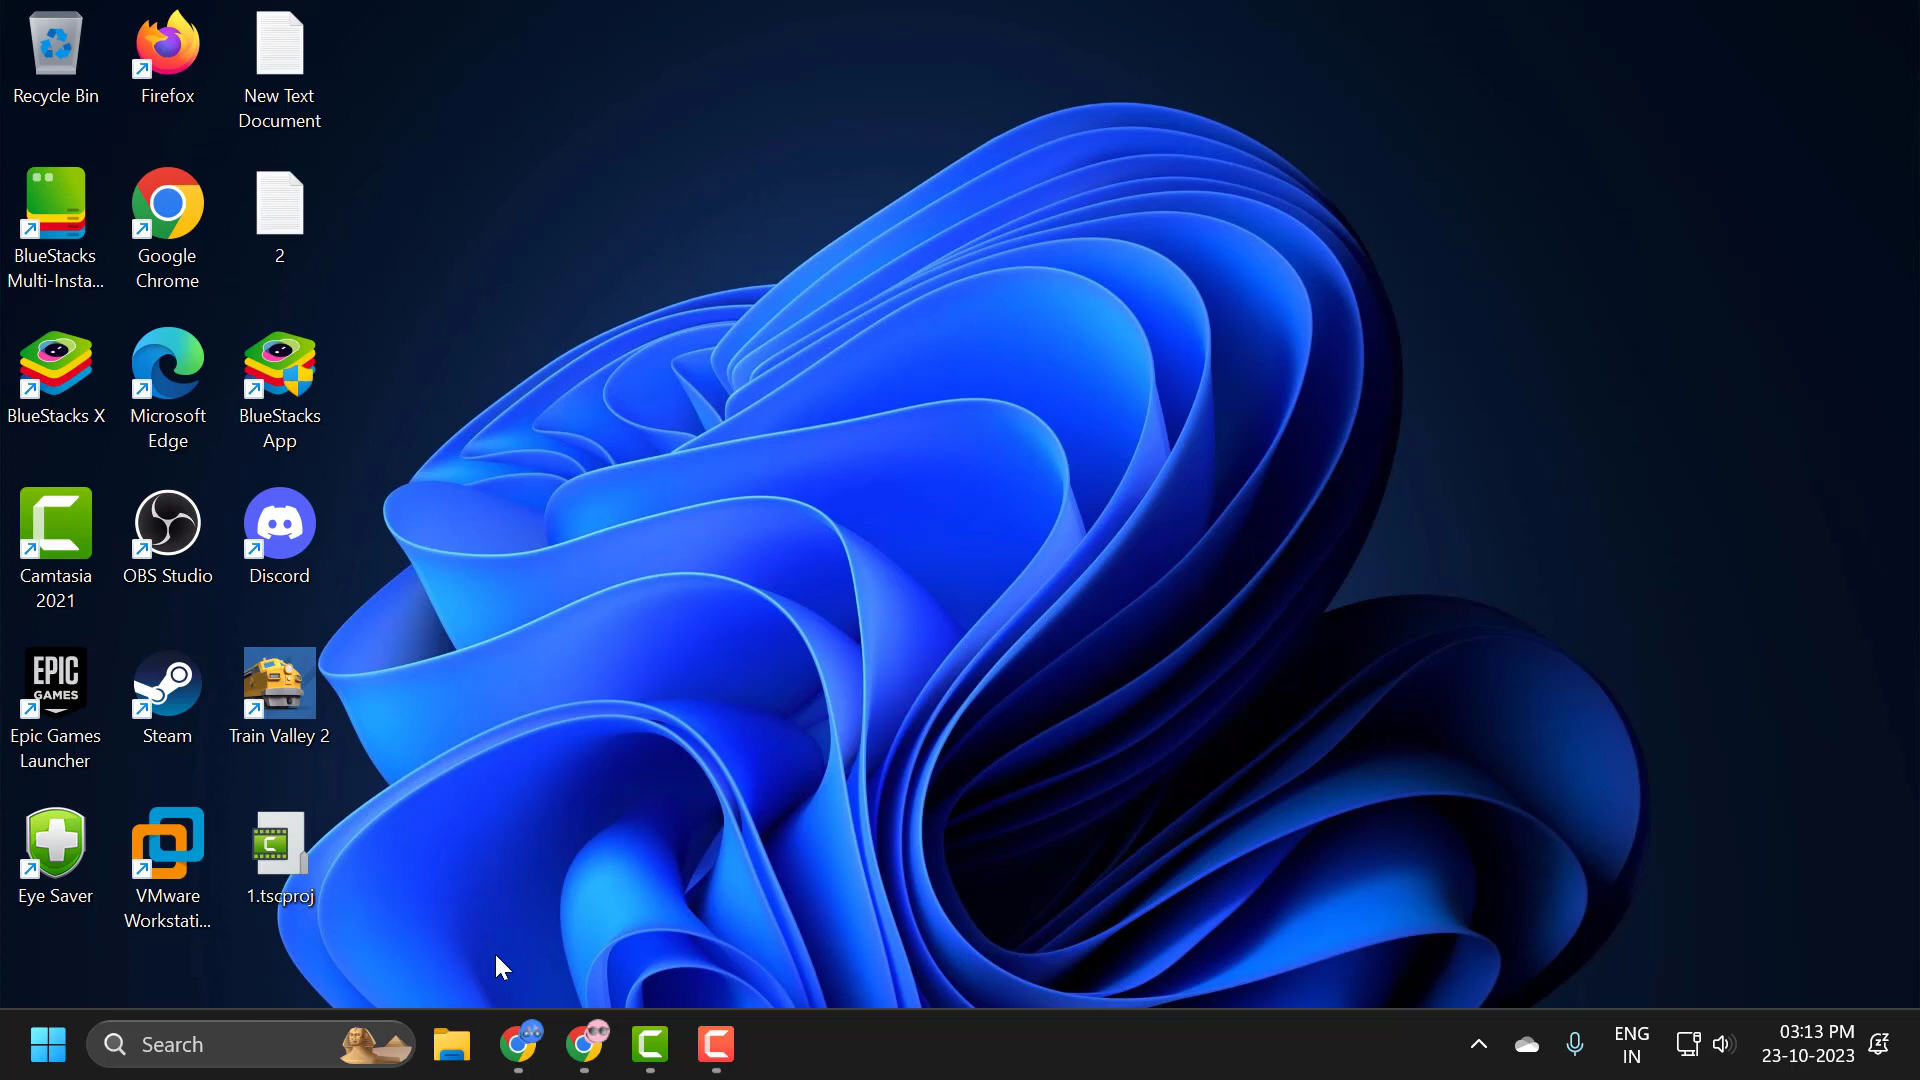 Recycle Bin
Firefox
New Text
Document
BlueStacks
Multi-Insta...
Google
Chrome
2
BlueStacks X
Microsoft
Edge
BlueStacks
App
Camtasia
2021
OBS Studio
Discord
EPIC
GAMES
Epic Games
Launcher
Steam
Train Valley 2
Eye Saver
VMware
Workstati...
1.tscproj
Search
ENG
IN
03:13 PM
23-10-2023